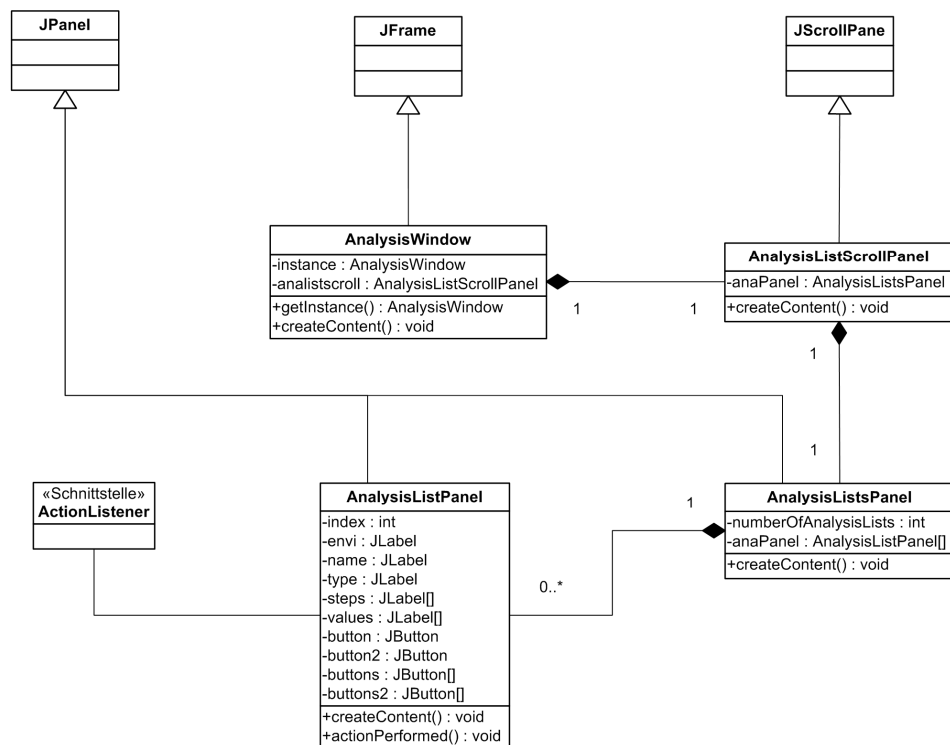 JPanel
JFrame
JScrollPane
AnalysisWindow
-instance : AnalysisWindow
-analistscroll : AnalysisListScrollPanel
+getInstance() : AnalysisWindow
+createContent() : void
1
1
AnalysisListScrollPanel
-anaPanel : AnalysisListsPanel
+createContent() : void
1
1
«Schnittstelle»
ActionListener
AnalysisListPanel
-index : int
-envi : JLabel
-name : JLabel
-type : JLabel
-steps : JLabel[]
-values : JLabel[]
-button : JButton
-button2 : JButton
-buttons : JButton[]
-buttons2 : JButton[]
+createContent() : void
+actionPerformed() : void
1
0..*
AnalysisListsPanel
-numberOfAnalysisLists : int
-anaPanel : AnalysisListPanel[]
+createContent() : void